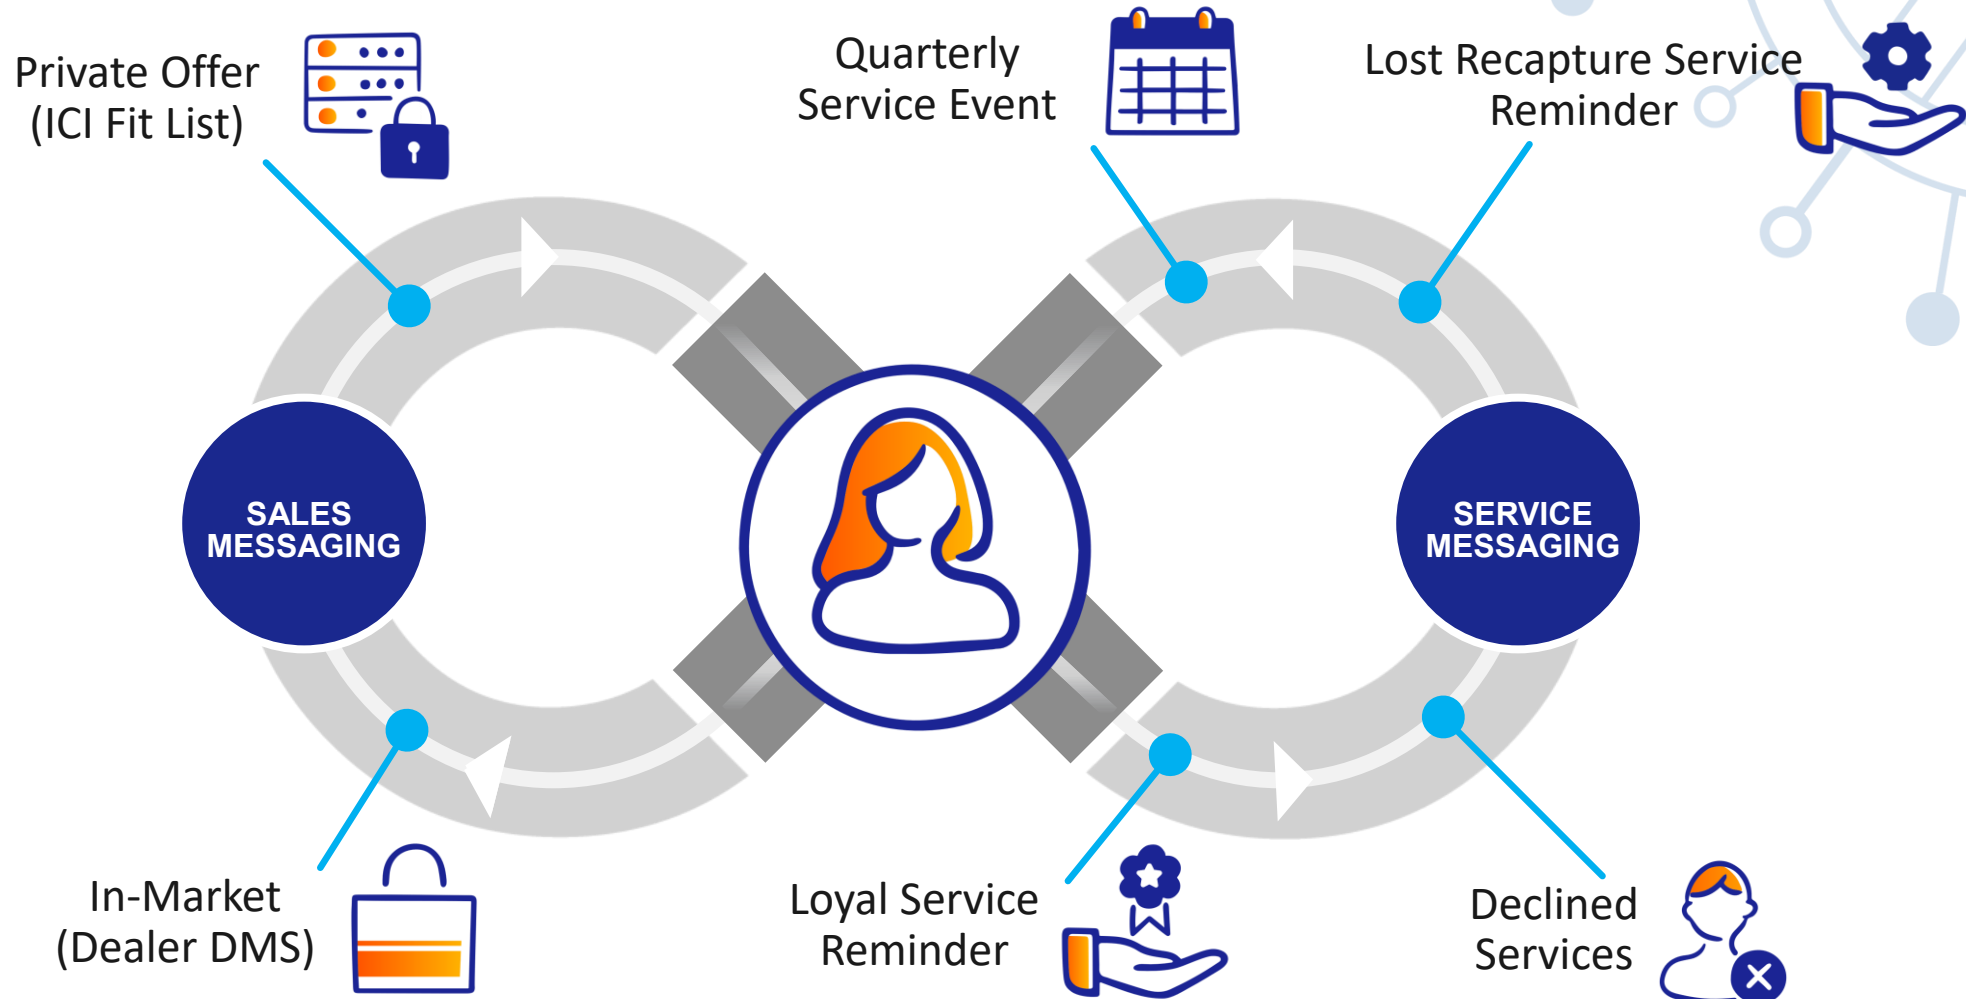 Private Offer
(ICI Fit List)
Quarterly
Service Event
Lost Recapture Service
Reminder
SALES
MESSAGING
SERVICE
MESSAGING
In-Market
(Dealer DMS)
Loyal Service
Reminder
Declined
Services